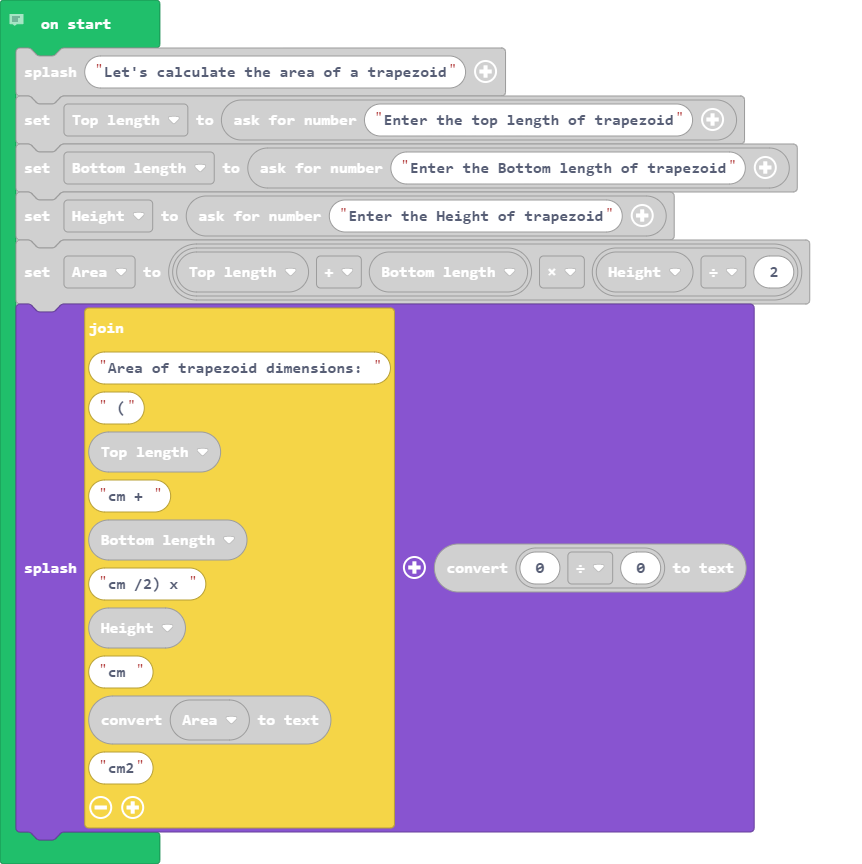 on start
splash "Let's calculate the area of a trapezoid"
set Top length to ask for number "Enter the top length of trapezoid"
set Bottom length to ask for number "Enter the Bottom length of trapezoid"
set Height to ask for number "Enter the Height of trapezoid"
set Area to Top length + Bottom length × Height ÷ 2
join
"Area of trapezoid dimensions: "
" ("
Top length
"cm + "
Bottom length
splash convert 0 ÷ 0 to text
"cm /2) x "
Height
"cm "
convert Area to text
"cm2"